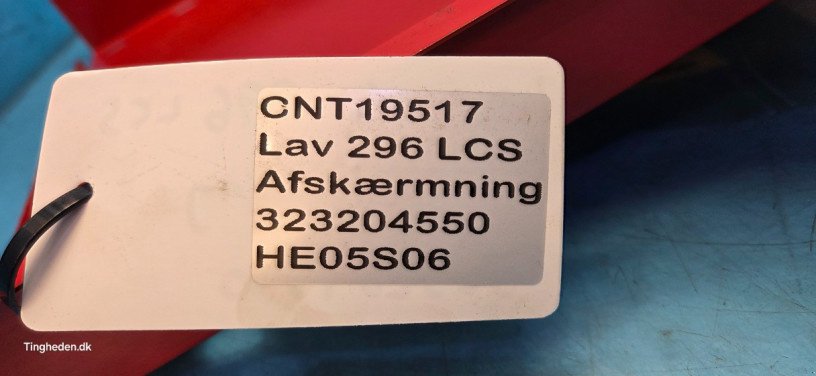 CNT19517
Lav 296 LCS
Afskærmning
323204550
HE05S06
Tingheden.dk